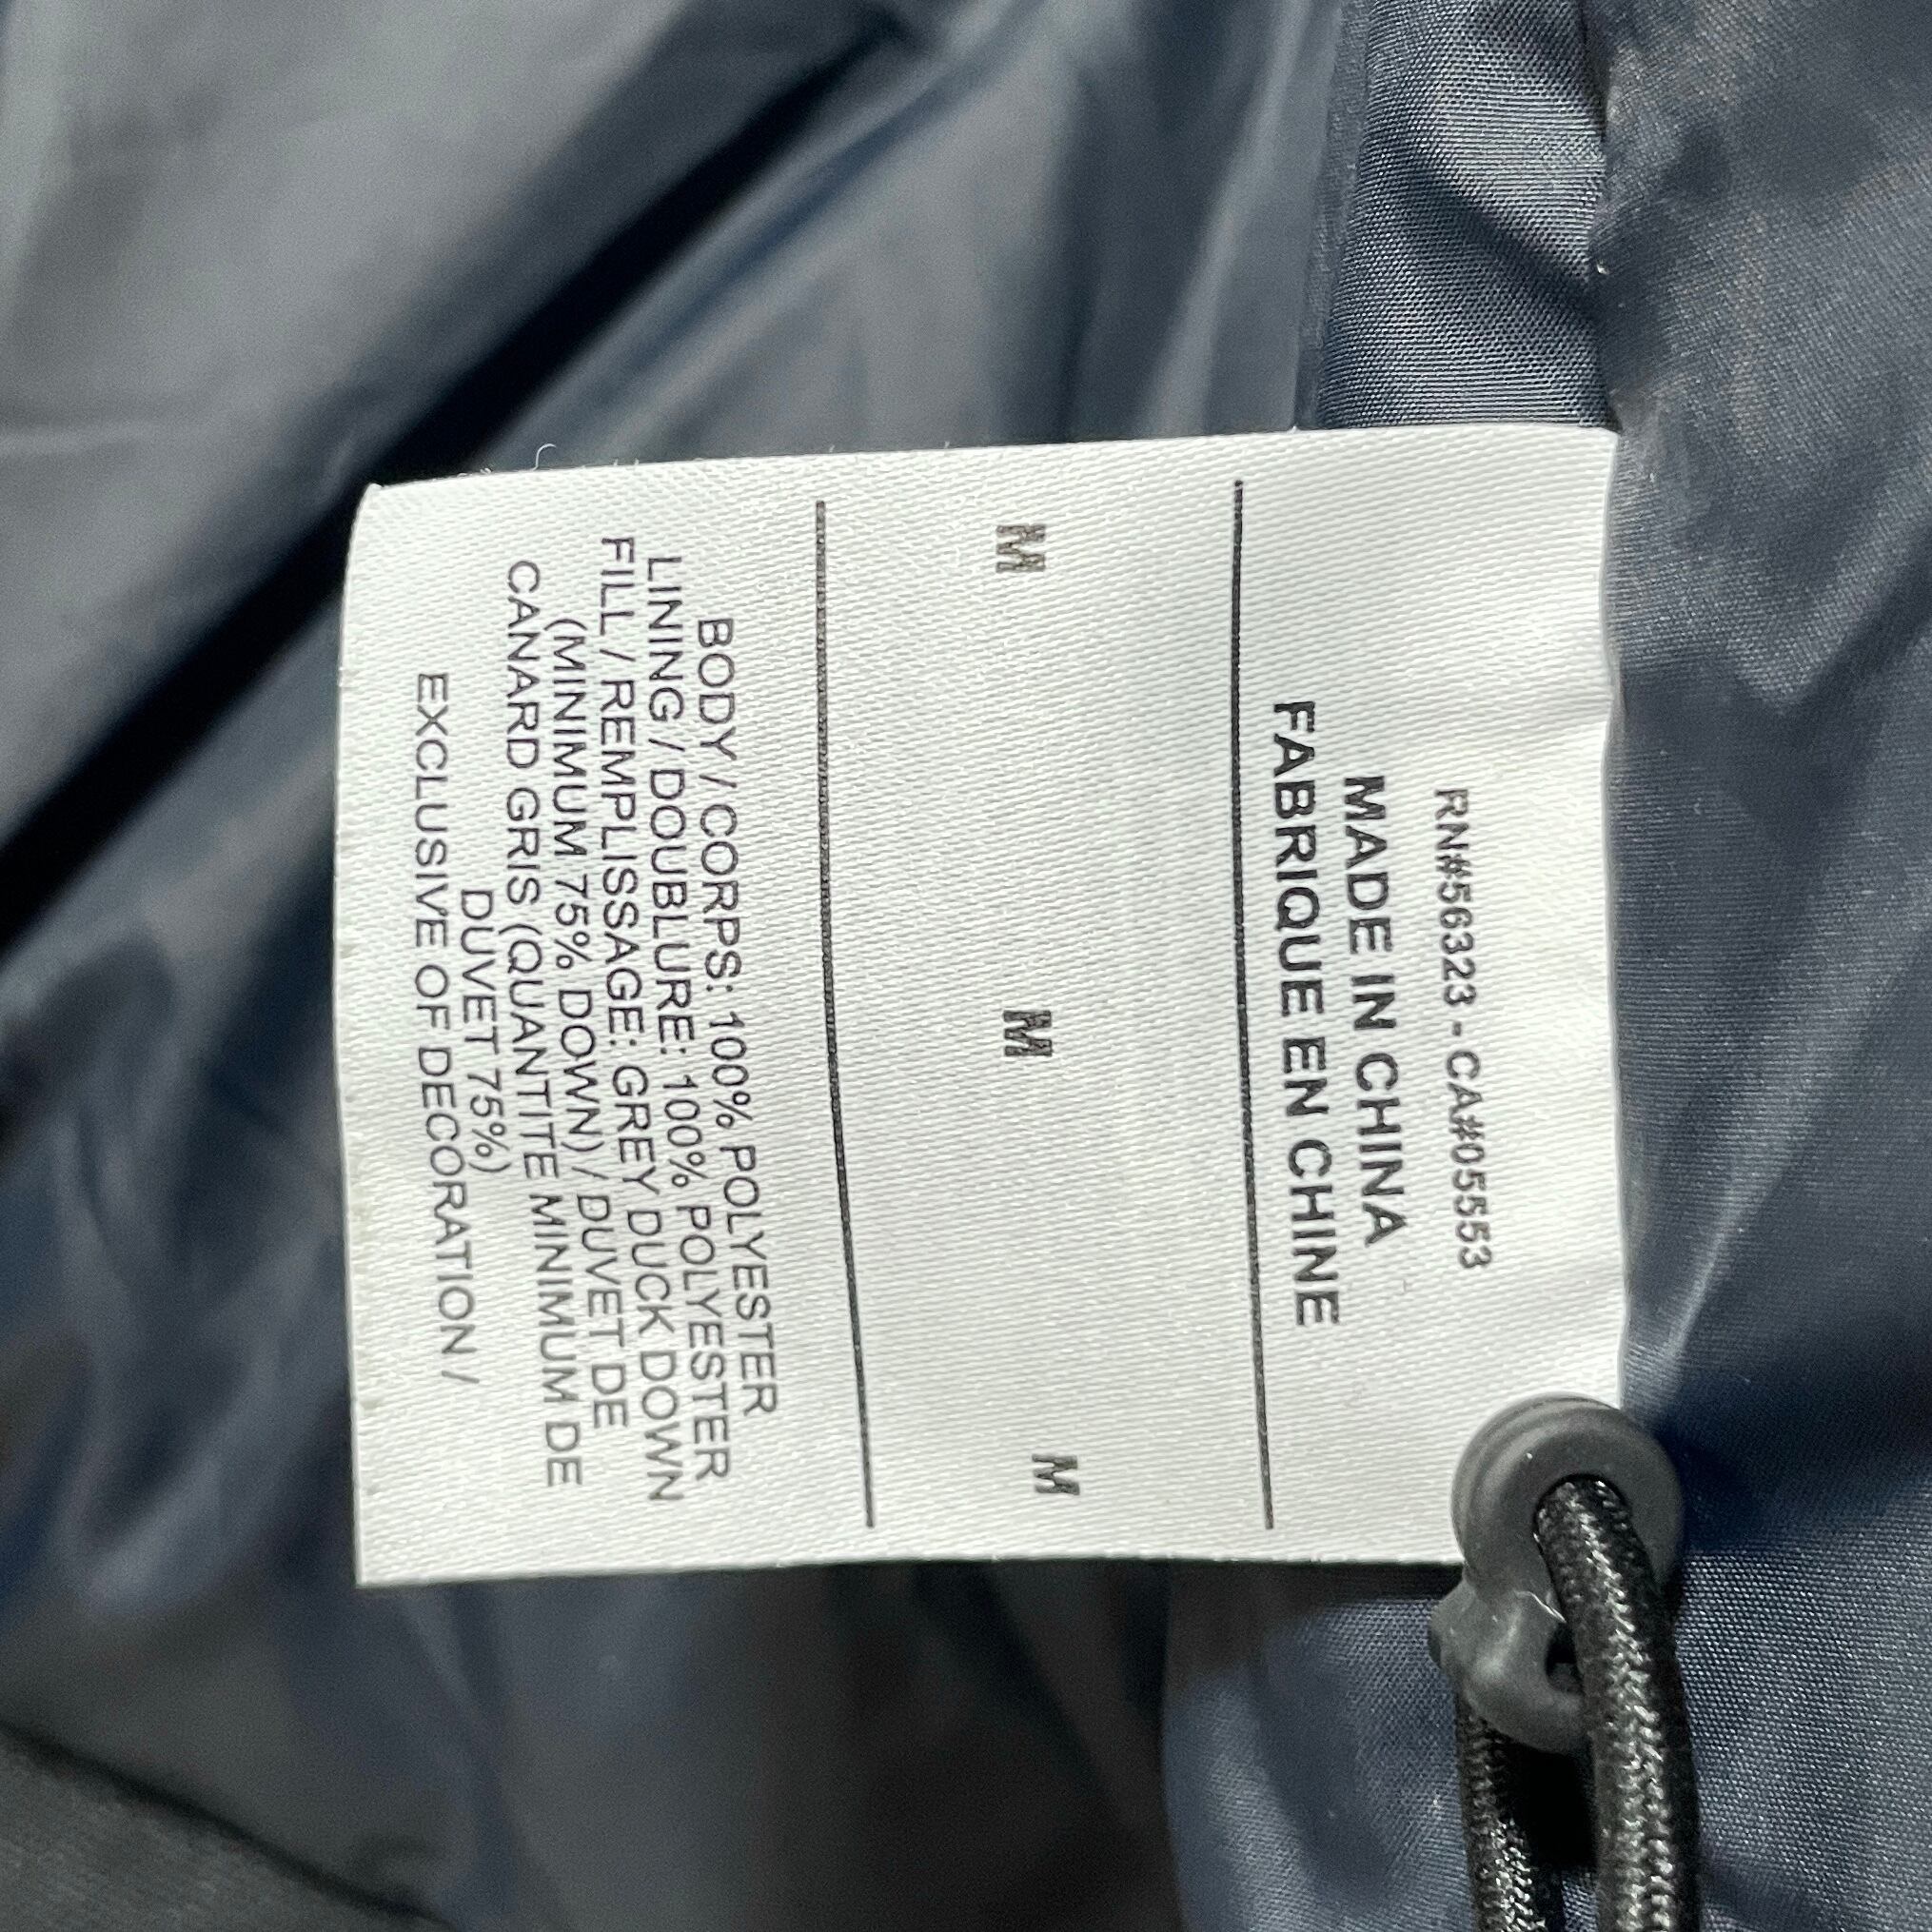 RN#56323 - CA#05553
MADE IN CHINA
FABRIQUE EN CHINE
M M M
BODY / CORPS: 100% POLYESTER
LINING / DOUBLURE: 100% POLYESTER
FILL / REMPLISSAGE: GREY DUCK DOWN
(MINIMUM 75% DOWN) / DUVET DE
CANARD GRIS (QUANTITE MINIMUM DE
DUVET 75%)
EXCLUSIVE OF DECORATION /